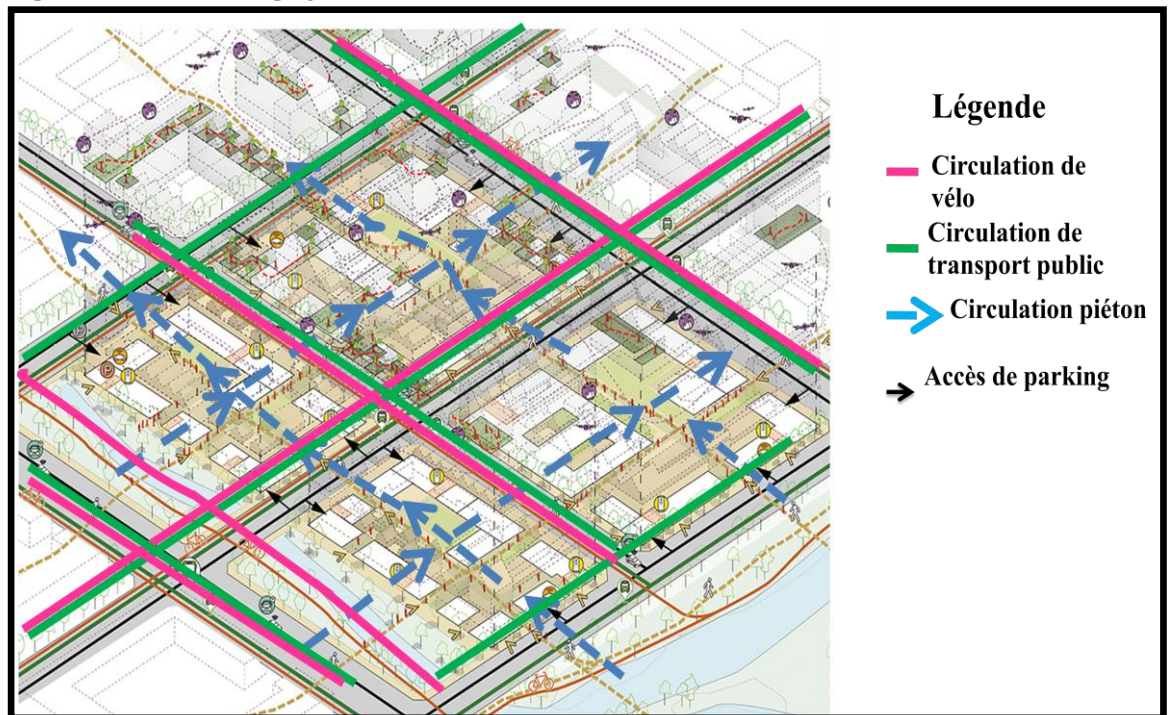 Légende
Circulation de
vélo
Circulation de
transport public
Circulation piéton
Accès de parking